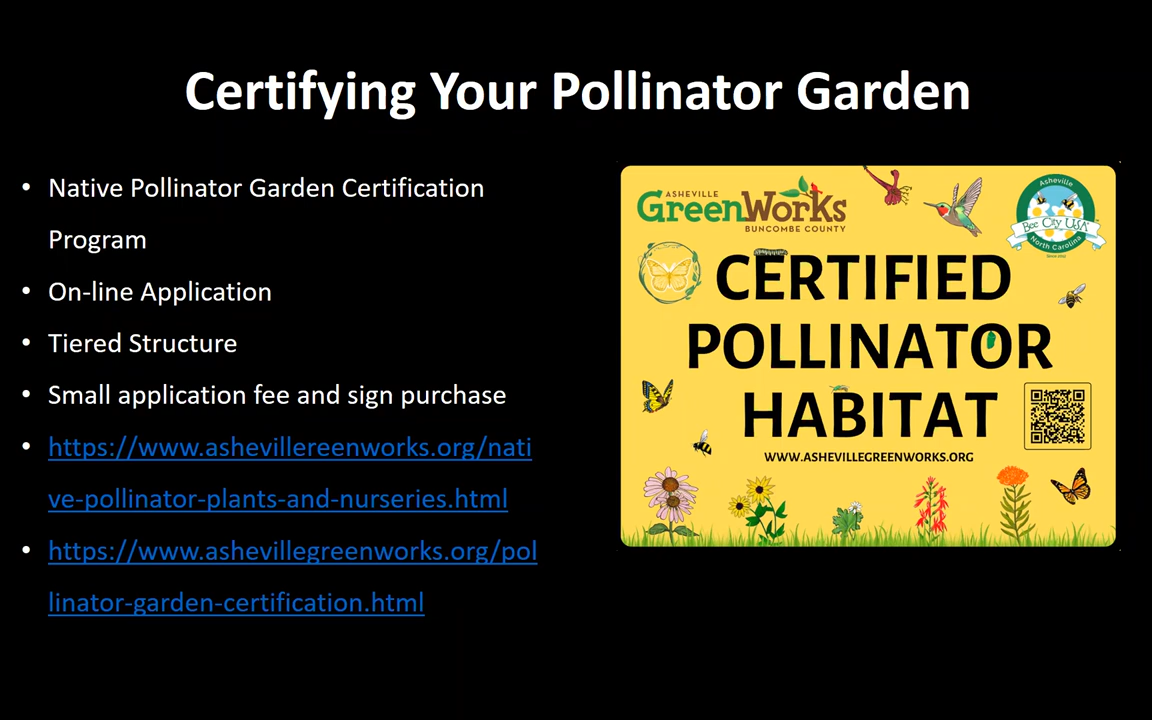 Certifying Your Pollinator Garden
• Native Pollinator Garden Certification
Program
• On-line Application
• Tiered Structure
• Small application fee and sign purchase
• https://www.ashevillereenworks.org/nati
ve-pollinator-plants-and-nurseries.html
• https://www.ashevillegreenworks.org/pol
linator-garden-certification.html
ASHEVILLE
GreenWorks
BUNCOMBE COUNTY
Asheville
Bee City USA
North Carolina
CERTIFIED
POLLINATOR
HABITAT
WWW.ASHEVILLEGREENWORKS.ORG